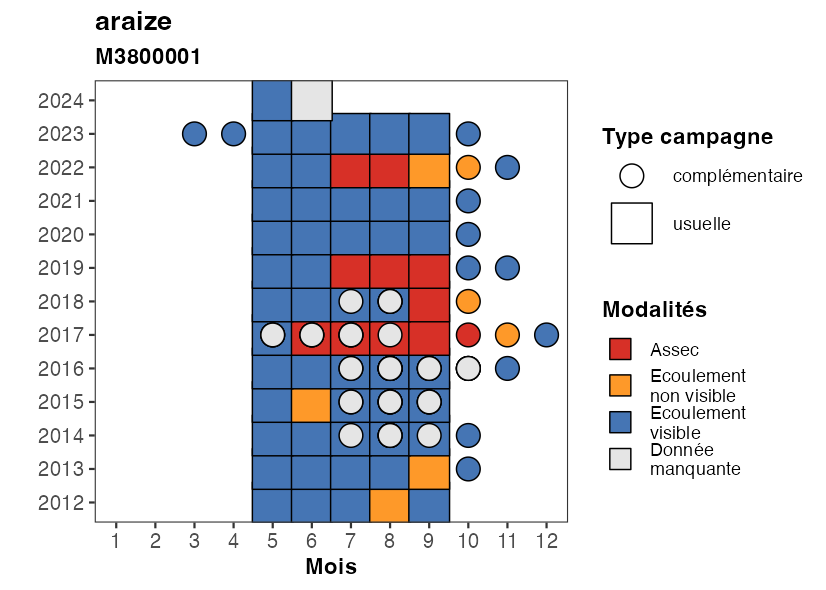 araize
M3800001
2024
2023
2022
2021
2020
2019
2018
2017
2016
2015
2014
2013
2012
1 2 3 4 5 6 7 8 9 10 11 12
Mois
Type campagne
complémentaire
usuelle
Modalités
Assec
Ecoulement
non visible
Ecoulement
visible
Donnée
manquante